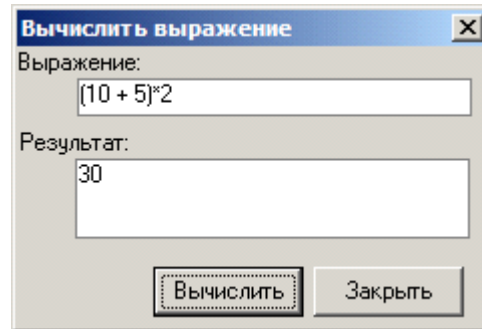 Вычислить выражение
Выражение:
(10 + 5)*2
Результат:
30
Вычислить Закрыть